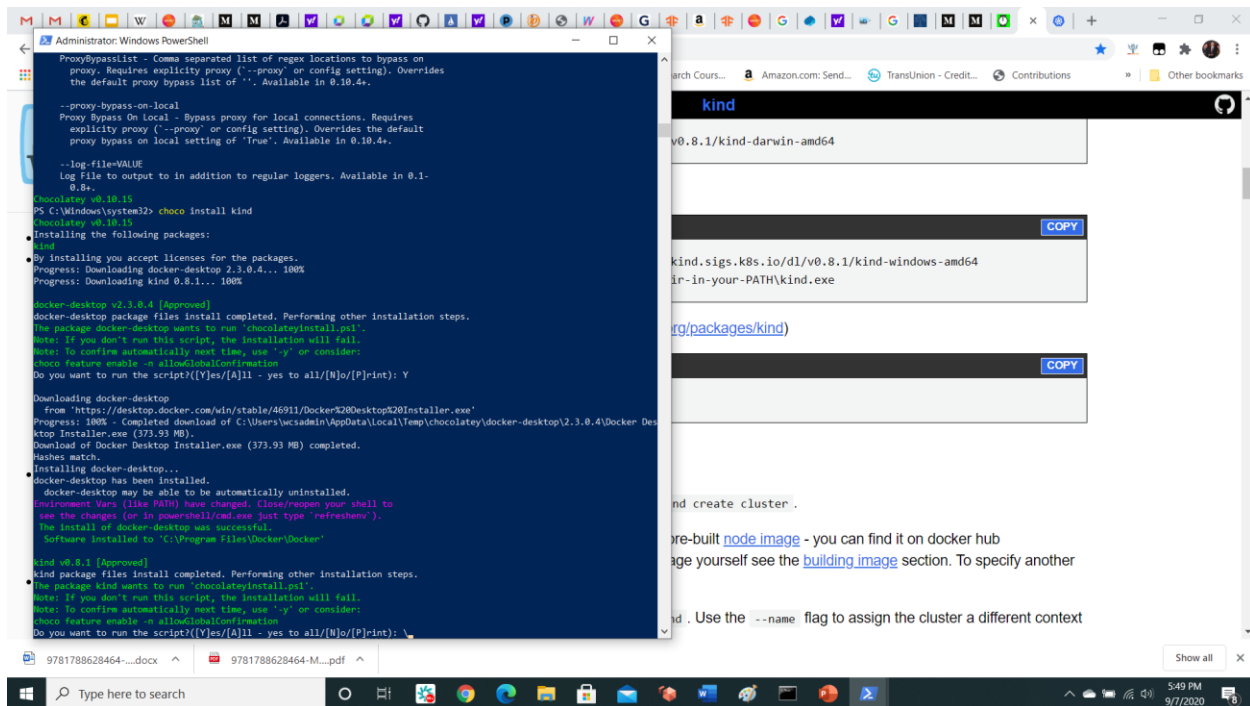 Administrator: Windows PowerShell
ProxyBypassList - Comma separated list of regex locations to bypass on
proxy. Requires explicity proxy (`--proxy` or config setting). Overrides
the default proxy bypass list of ''. Available in 0.10.4+.
--proxy-bypass-on-local
Proxy Bypass On Local - Bypass proxy for local connections. Requires
explicity proxy (`--proxy` or config setting). Overrides the default
proxy bypass on local setting of 'True'. Available in 0.10.4+.
--log-file=VALUE
Log File to output to in addition to regular loggers. Available in 0.1-
0.8+.
Chocolatey v0.10.15
PS C:\Windows\system32> choco install kind
Chocolatey v0.10.15
Installing the following packages:
kind
By installing you accept licenses for the packages.
Progress: Downloading docker-desktop 2.3.0.4... 100%
Progress: Downloading kind 0.8.1... 100%
docker-desktop v2.3.0.4 [Approved]
docker-desktop package files install completed. Performing other installation steps.
The package docker-desktop wants to run 'chocolateyinstall.ps1'.
Note: If you don't run this script, the installation will fail.
Note: To confirm automatically next time, use '-y' or consider:
choco feature enable -n allowGlobalConfirmation
Do you want to run the script?([Y]es/[A]ll - yes to all/[N]o/[P]rint): Y
Downloading docker-desktop
from 'https://desktop.docker.com/win/stable/46911/Docker%20Desktop%20Installer.exe'
Progress: 100% - Completed download of C:\Users\wcsadmin\AppData\Local\Temp\chocolatey\docker-desktop\2.3.0.4\Docker Des
ktop Installer.exe (373.93 MB).
Download of Docker Desktop Installer.exe (373.93 MB) completed.
Hashes match.
Installing docker-desktop...
docker-desktop has been installed.
docker-desktop may be able to be automatically uninstalled.
Environment Vars (like PATH) have changed. Close/reopen your shell to
see the changes (or in powershell/cmd.exe just type `refreshenv`).
The install of docker-desktop was successful.
Software installed to 'C:\Program Files\Docker\Docker'
kind v0.8.1 [Approved]
kind package files install completed. Performing other installation steps.
The package kind wants to run 'chocolateyinstall.ps1'.
Note: If you don't run this script, the installation will fail.
Note: To confirm automatically next time, use '-y' or consider:
choco feature enable -n allowGlobalConfirmation
Do you want to run the script?([Y]es/[A]ll - yes to all/[N]o/[P]rint): \
arch Cours... Amazon.com: Send... TransUnion - Credit... Contributions » Other bookmarks
kind
v0.8.1/kind-darwin-amd64
COPY
kind.sigs.k8s.io/dl/v0.8.1/kind-windows-amd64
ir-in-your-PATH\kind.exe
org/packages/kind)
COPY
nd create cluster .
pre-built node image - you can find it on docker hub
age yourself see the building image section. To specify another
nd . Use the --name flag to assign the cluster a different context
9781788628464-....docx 9781788628464-M....pdf Show all
Type here to search
5:49 PM
9/7/2020
8